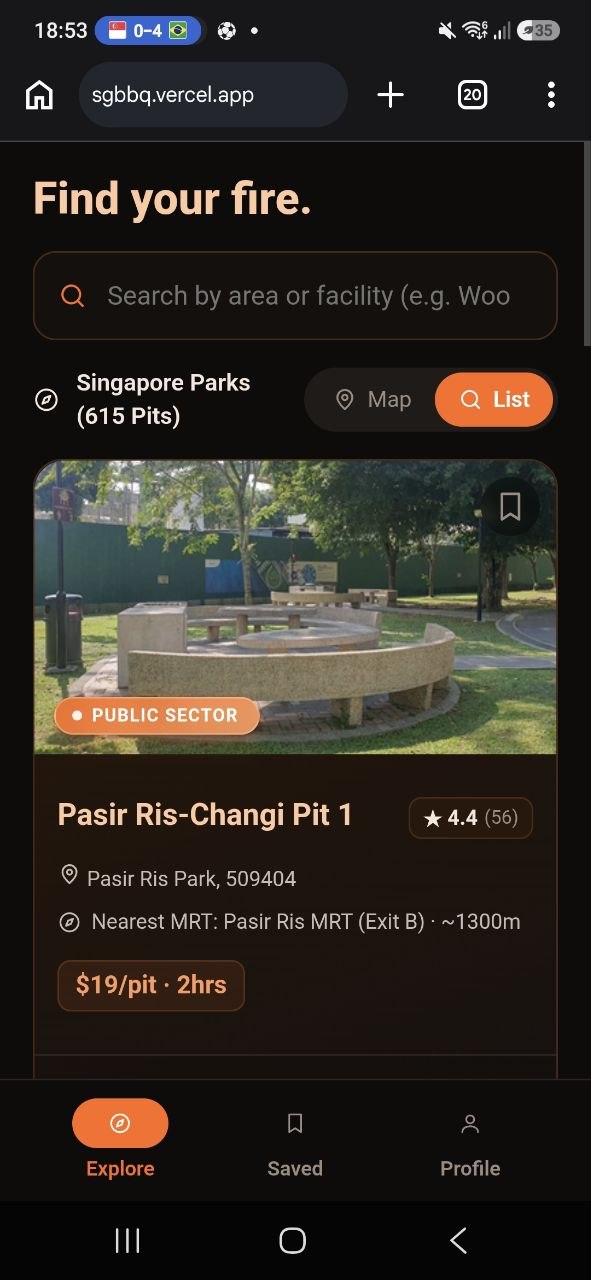 18:53
0–4
6
35
sgbbq.vercel.app
20
Find your fire.
Search by area or facility (e.g. Woo
Singapore Parks
(615 Pits)
Map
List
PUBLIC SECTOR
Pasir Ris-Changi Pit 1
★ 4.4 (56)
Pasir Ris Park, 509404
Nearest MRT: Pasir Ris MRT (Exit B) · ~1300m
$19/pit · 2hrs
Explore
Saved
Profile